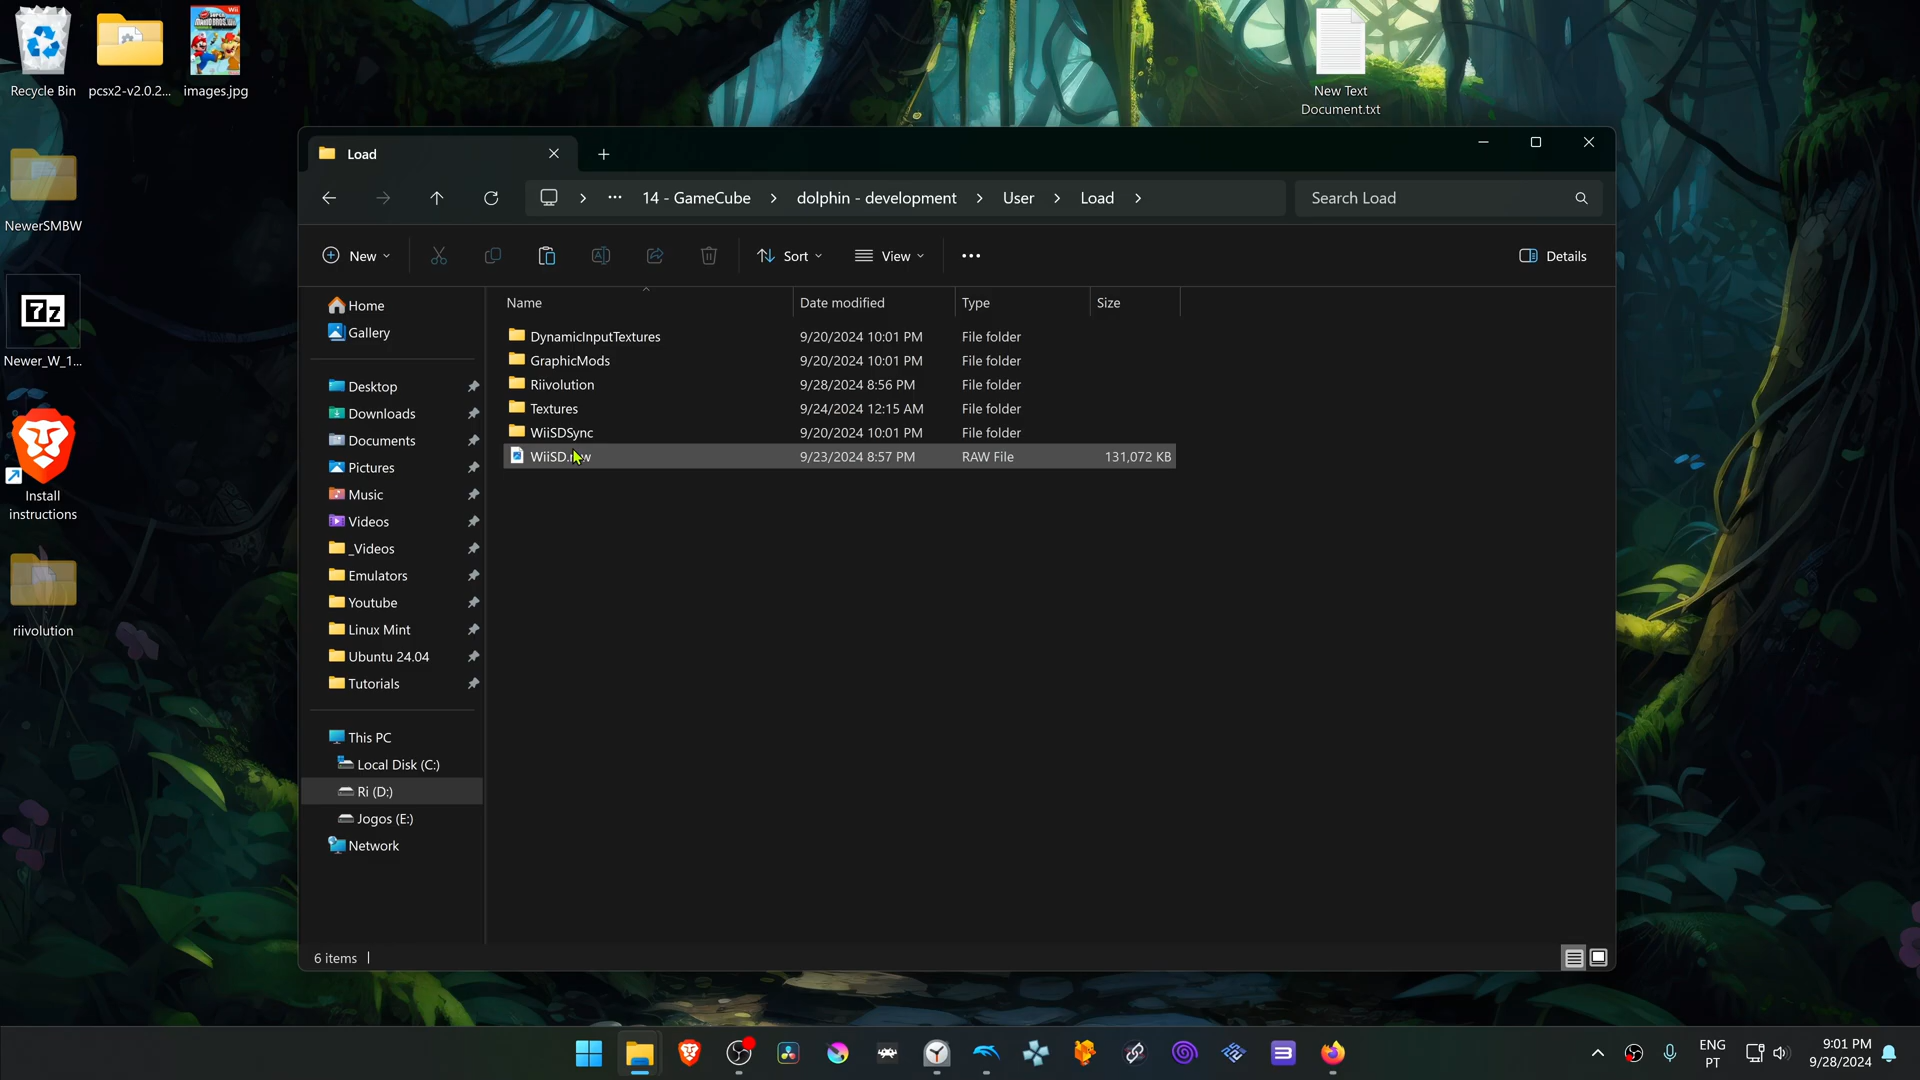 Recycle Bin
pcsx2-v2.0.2...
images.jpg
New Text
Document.txt
NewerSMBW
7z
Newer_W_1...
Install
instructions
riivolution
Load
14 - GameCube
dolphin - development
User
Load
Search Load
New
Sort
View
Details
Name
Date modified
Type
Size
DynamicInputTextures 9/20/2024 10:01 PM File folder
GraphicMods 9/20/2024 10:01 PM File folder
Riivolution 9/28/2024 8:56 PM File folder
Textures 9/24/2024 12:15 AM File folder
WiiSDSync 9/20/2024 10:01 PM File folder
WiiSD.raw 9/23/2024 8:57 PM RAW File 131,072 KB
Home
Gallery
Desktop
Downloads
Documents
Pictures
Music
Videos
_Videos
Emulators
Youtube
Linux Mint
Ubuntu 24.04
Tutorials
This PC
Local Disk (C:)
Ri (D:)
Jogos (E:)
Network
6 items
ENG
PT
9:01 PM
9/28/2024